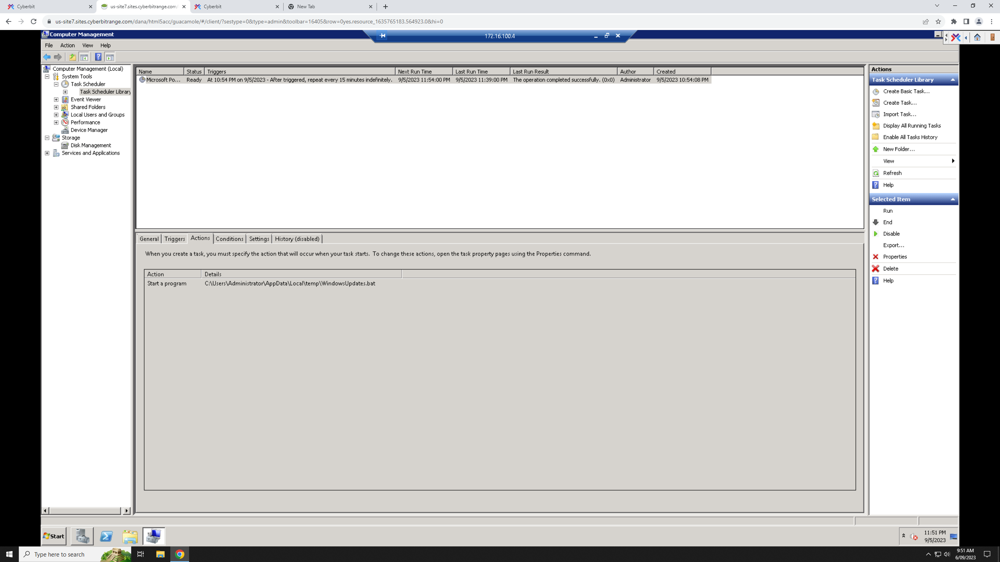 Cyberbit
us-site7.sites.cyberbitrange.com/
Cyberbit
New Tab
us-site7.sites.cyberbitrange.com/dana/html5acc/guacamole/#/client/?sestype=0&type=admin&toolbar=16405&row=0yes.resource_1635765183.564923.0&hi=0
Computer Management
172.16.100.4
File Action View Help
Computer Management (Local)
System Tools
Task Scheduler
Task Scheduler Library
Event Viewer
Shared Folders
Local Users and Groups
Performance
Device Manager
Storage
Disk Management
Services and Applications
Name Status Triggers Next Run Time Last Run Time Last Run Result Author Created
Microsoft Po... Ready At 10:54 PM on 9/5/2023 - After triggered, repeat every 15 minutes indefinitely. 9/5/2023 11:54:00 PM 9/5/2023 11:39:00 PM The operation completed successfully. (0x0) Administrator 9/5/2023 10:54:08 PM
General Triggers Actions Conditions Settings History (disabled)
When you create a task, you must specify the action that will occur when your task starts. To change these actions, open the task property pages using the Properties command.
Action Details
Start a program C:\Users\Administrator\AppData\Local\temp\WindowsUpdates.bat
Actions
Task Scheduler Library
Create Basic Task...
Create Task...
Import Task...
Display All Running Tasks
Enable All Tasks History
New Folder...
View
Refresh
Help
Selected Item
Run
End
Disable
Export...
Properties
Delete
Help
Start
11:51 PM
9/5/2023
Type here to search
9:51 AM
6/09/2023